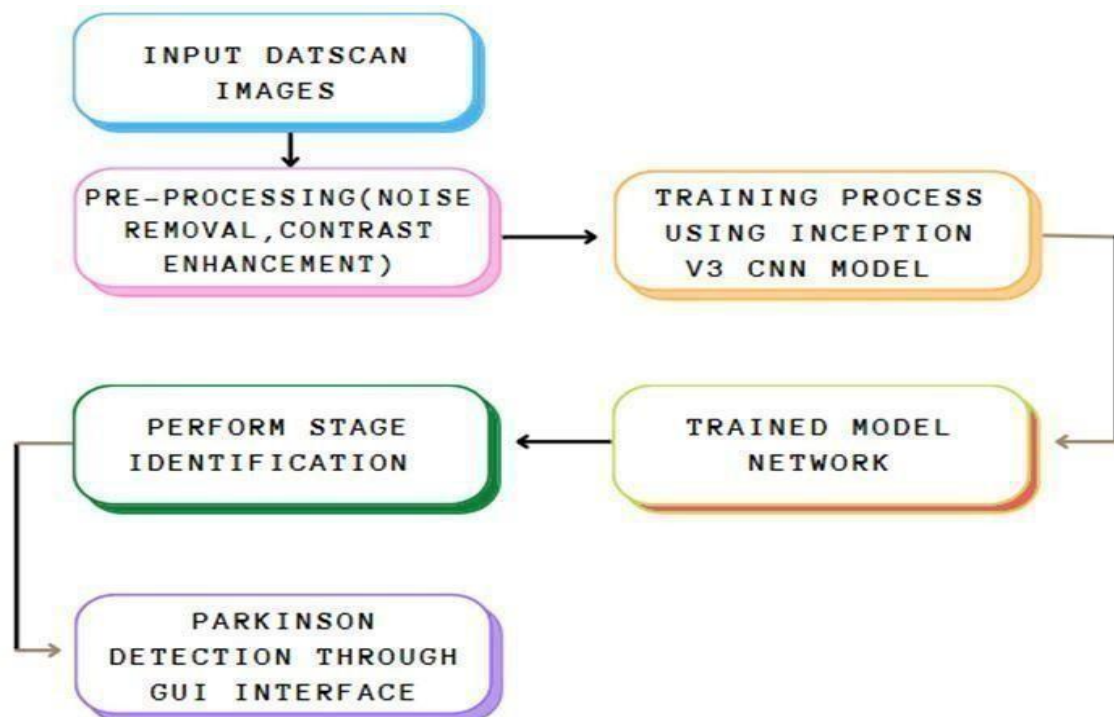 INPUT DATSCAN
IMAGES
PRE-PROCESSING(NOISE
REMOVAL,CONTRAST
ENHANCEMENT)
TRAINING PROCESS
USING INCEPTION
V3 CNN MODEL
TRAINED MODEL
NETWORK
PERFORM STAGE
IDENTIFICATION
PARKINSON
DETECTION THROUGH
GUI INTERFACE